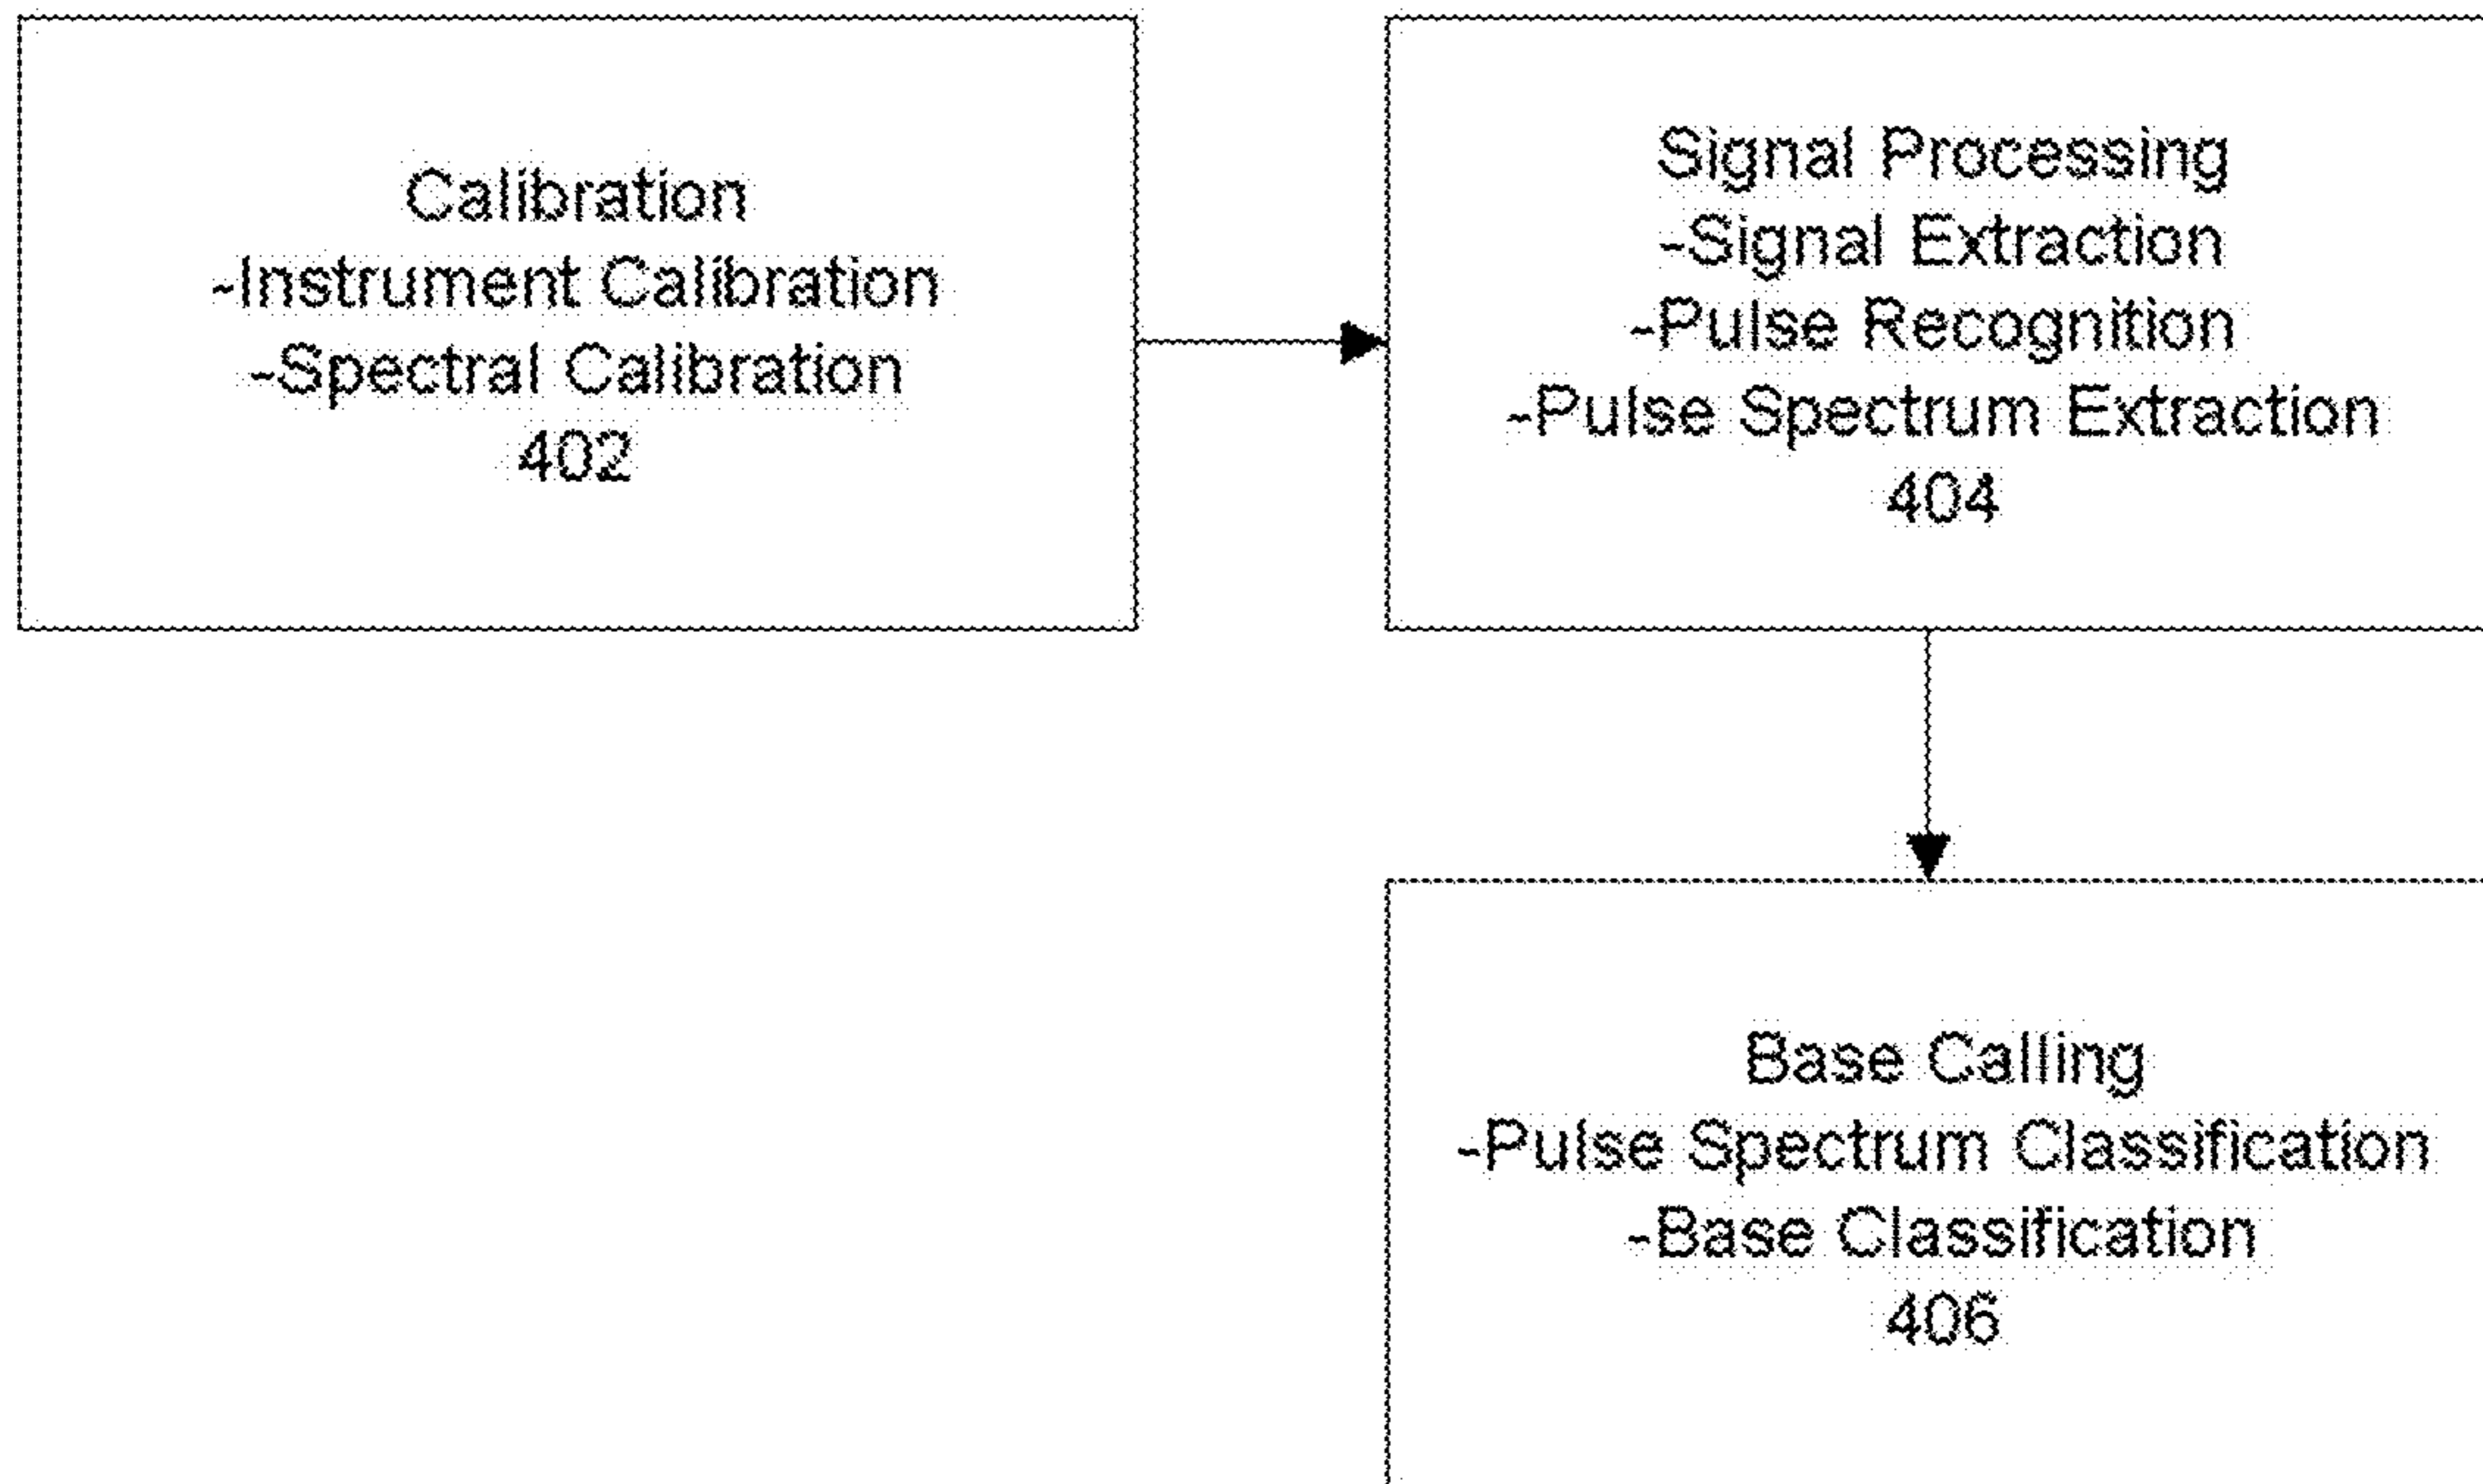 Calibration
-Instrument Calibration
-Spectral Calibration
402
Signal Processing
-Signal Extraction
-Pulse Recognition
-Pulse Spectrum Extraction
404
Base Calling
-Pulse Spectrum Classification
-Base Classification
406